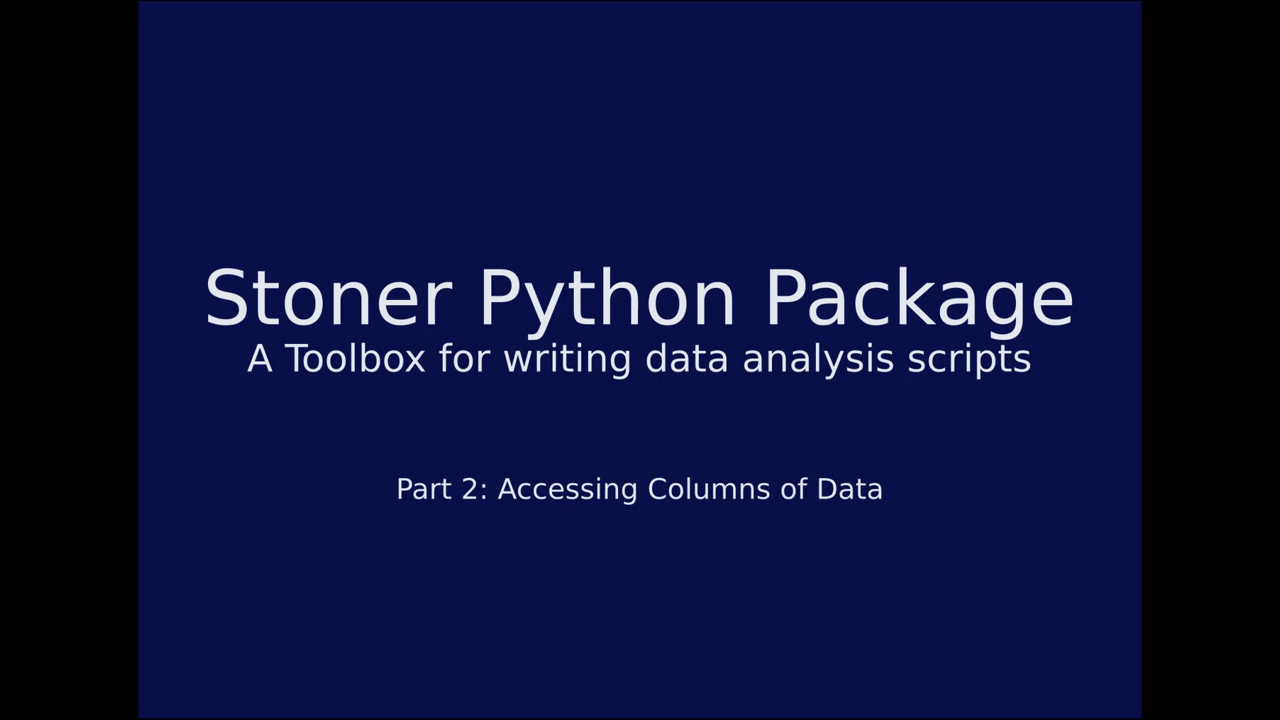 Stoner Python Package
A Toolbox for writing data analysis scripts
Part 2: Accessing Columns of Data